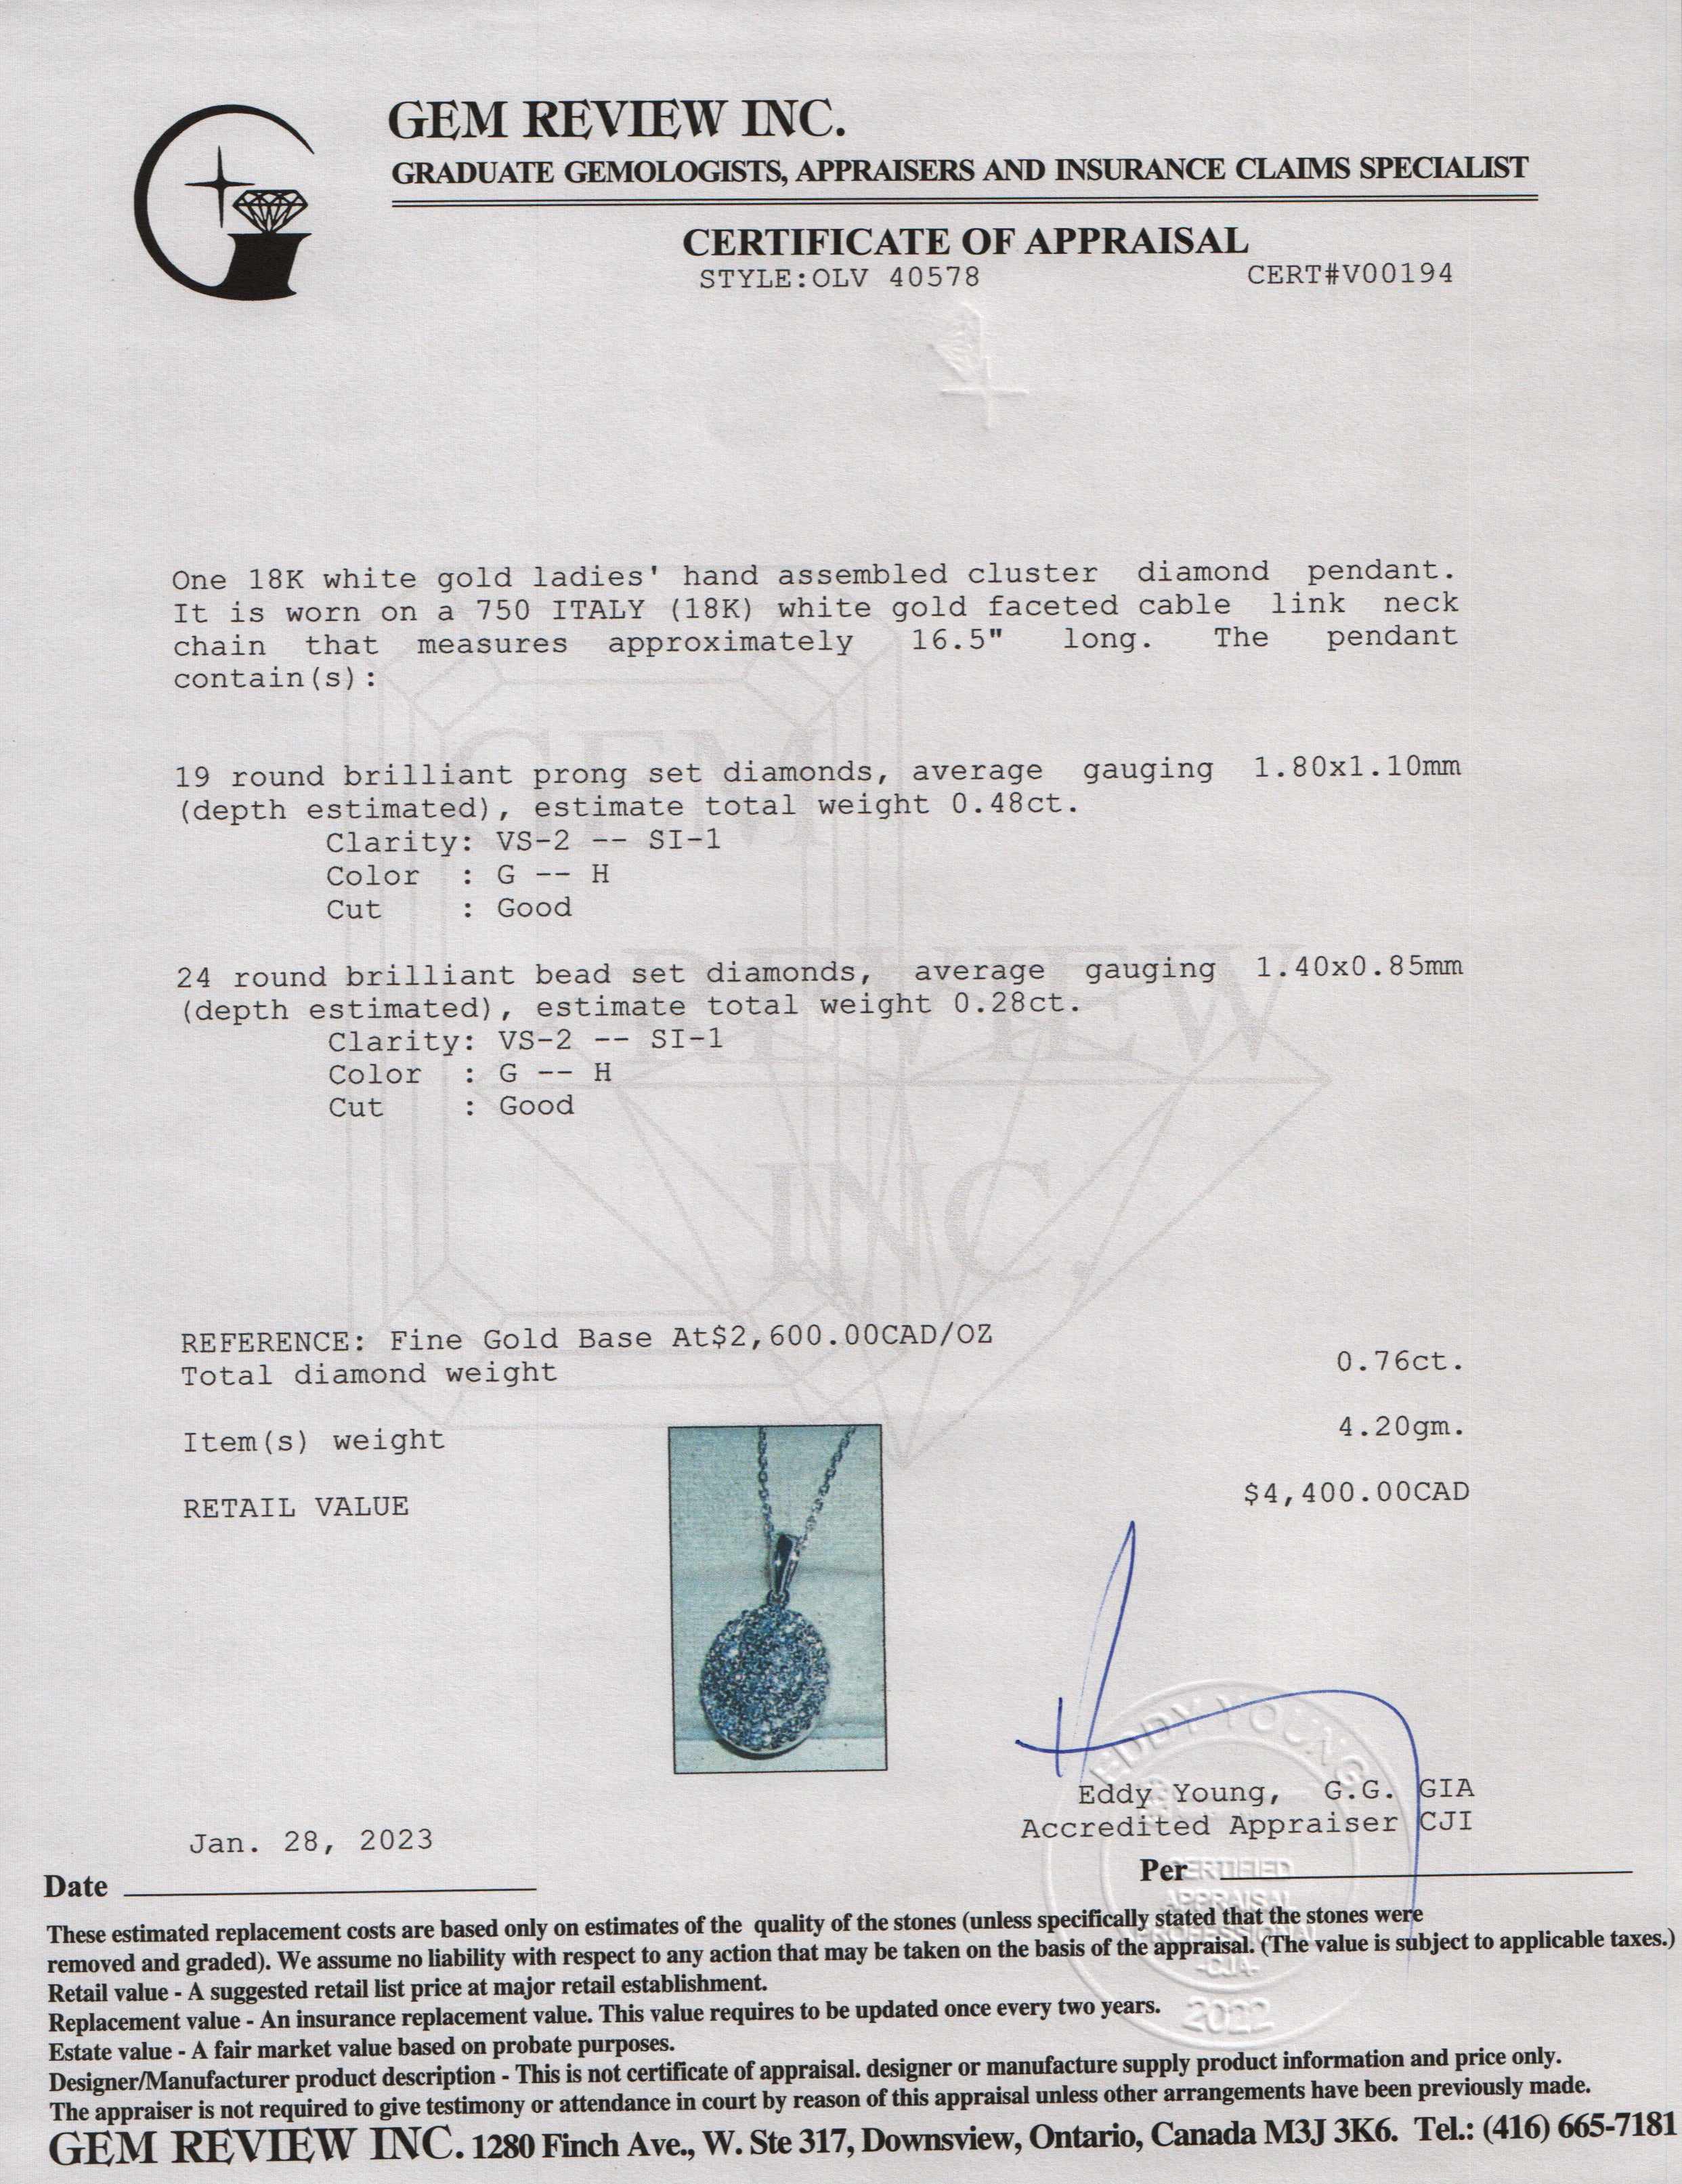 GEM REVIEW INC.
GRADUATE GEMOLOGISTS, APPRAISERS AND INSURANCE CLAIMS SPECIALIST
CERTIFICATE OF APPRAISAL
STYLE:OLV 40578 CERT#V00194
One 18K white gold ladies' hand assembled cluster diamond pendant.
It is worn on a 750 ITALY (18K) white gold faceted cable link neck
chain that measures approximately 16.5" long. The pendant
contain(s):
19 round brilliant prong set diamonds, average gauging 1.80x1.10mm
(depth estimated), estimate total weight 0.48ct.
Clarity: VS-2 -- SI-1
Color : G -- H
Cut : Good
24 round brilliant bead set diamonds, average gauging 1.40x0.85mm
(depth estimated), estimate total weight 0.28ct.
Clarity: VS-2 -- SI-1
Color : G -- H
Cut : Good
GEM
REVIEW
INC.
REFERENCE: Fine Gold Base At$2,600.00CAD/OZ
Total diamond weight 0.76ct.
Item(s) weight 4.20gm.
RETAIL VALUE $4,400.00CAD
Eddy Young, G.G. GIA
Accredited Appraiser CJI
Jan. 28, 2023
Date
Per
EDDY YOUNG
CERTIFIED
APPRAISAL
PROFESSIONAL
-CJA-
2022
These estimated replacement costs are based only on estimates of the quality of the stones (unless specifically stated that the stones were
removed and graded). We assume no liability with respect to any action that may be taken on the basis of the appraisal. (The value is subject to applicable taxes.)
Retail value - A suggested retail list price at major retail establishment.
Replacement value - An insurance replacement value. This value requires to be updated once every two years.
Estate value - A fair market value based on probate purposes.
Designer/Manufacturer product description - This is not certificate of appraisal. designer or manufacture supply product information and price only.
The appraiser is not required to give testimony or attendance in court by reason of this appraisal unless other arrangements have been previously made.
GEM REVIEW INC. 1280 Finch Ave., W. Ste 317, Downsview, Ontario, Canada M3J 3K6. Tel.: (416) 665-7181